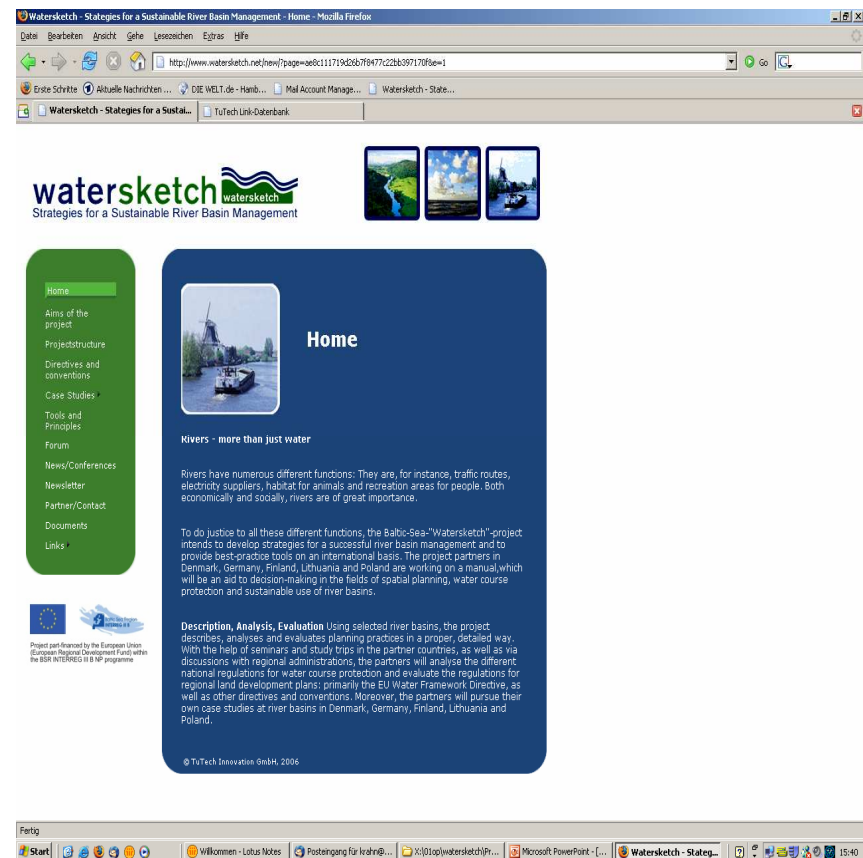 Watersketch - Stategies for a Sustainable River Basin Management - Home - Mozilla Firefox
Datei Bearbeiten Ansicht Gehe Lesezeichen Extras Hilfe
http://www.watersketch.net/new/?page=ae8c111719d26b7f8477c22bb397170f&e=1
Go
Erste Schritte Aktuelle Nachrichten ... DIE WELT.de - Hamb... Mail Account Manage... Watersketch - State...
Watersketch - Stategies for a Sustai... TuTech Link-Datenbank
watersketch
watersketch
Strategies for a Sustainable River Basin Management
Home
Aims of the
project
Projectstructure
Directives and
conventions
Case Studies
Tools and
Principles
Forum
News/Conferences
Newsletter
Partner/Contact
Documents
Links
Project part-financed by the European Union
(European Regional Development Fund) within
the BSR INTERREG III B NP programme
Home
Rivers - more than just water
Rivers have numerous different functions: They are, for instance, traffic routes,
electricity suppliers, habitat for animals and recreation areas for people. Both
economically and socially, rivers are of great importance.
To do justice to all these different functions, the Baltic-Sea-"Watersketch"-project
intends to develop strategies for a successful river basin management and to
provide best-practice tools on an international basis. The project partners in
Denmark, Germany, Finland, Lithuania and Poland are working on a manual,which
will be an aid to decision-making in the fields of spatial planning, water course
protection and sustainable use of river basins.
Description, Analysis, Evaluation Using selected river basins, the project
describes, analyses and evaluates planning practices in a proper, detailed way.
With the help of seminars and study trips in the partner countries, as well as via
discussions with regional administrations, the partners will analyse the different
national regulations for water course protection and evaluate the regulations for
regional land development plans: primarily the EU Water Framework Directive, as
well as other directives and conventions. Moreover, the partners will pursue their
own case studies at river basins in Denmark, Germany, Finland, Lithuania and
Poland.
© TuTech Innovation GmbH, 2006
Fertig
Start Willkommen - Lotus Notes Posteingang für krahn@... X:\01op\watersketch\Pr... Microsoft PowerPoint - [... Watersketch - Stateg... 15:40